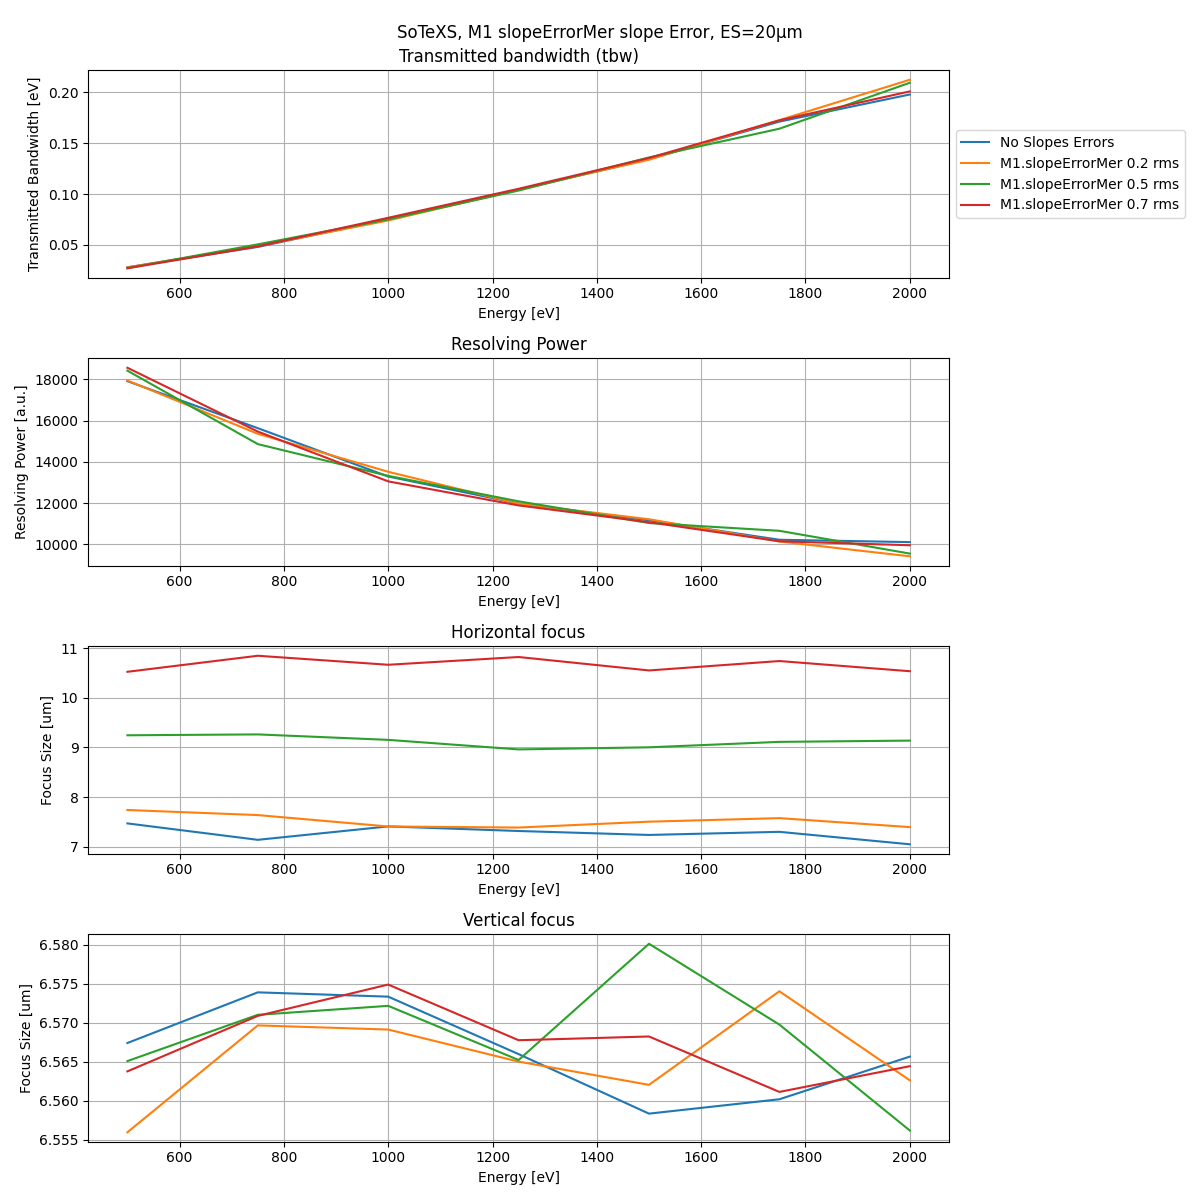 SoTeXS, M1 slopeErrorMer slope Error, ES=20μm
Transmitted bandwidth (tbw)
Transmitted Bandwidth [eV]
0.20
0.15
0.10
0.05
600 800 1000 1200 1400 1600 1800 2000
Energy [eV]
No Slopes Errors
M1.slopeErrorMer 0.2 rms
M1.slopeErrorMer 0.5 rms
M1.slopeErrorMer 0.7 rms
Resolving Power
Resolving Power [a.u.]
18000
16000
14000
12000
10000
600 800 1000 1200 1400 1600 1800 2000
Energy [eV]
Horizontal focus
Focus Size [um]
11
10
9
8
7
600 800 1000 1200 1400 1600 1800 2000
Energy [eV]
Vertical focus
Focus Size [um]
6.580
6.575
6.570
6.565
6.560
6.555
600 800 1000 1200 1400 1600 1800 2000
Energy [eV]